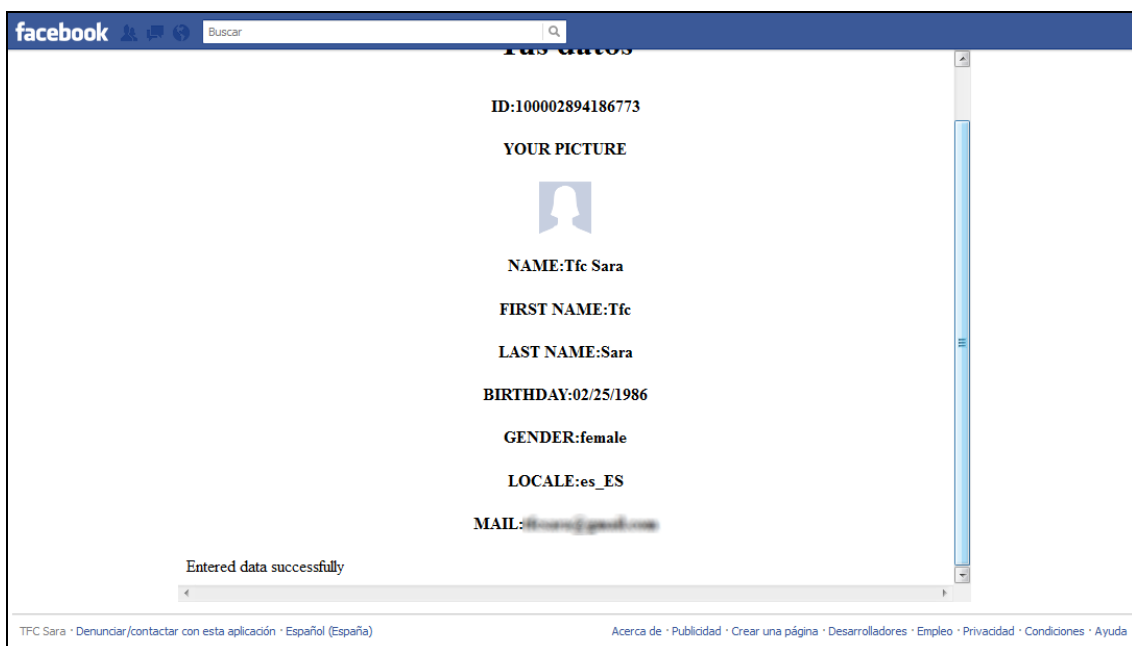 facebook Buscar
Tus datos
ID:100002894186773
YOUR PICTURE
NAME:Tfc Sara
FIRST NAME:Tfc
LAST NAME:Sara
BIRTHDAY:02/25/1986
GENDER:female
LOCALE:es_ES
MAIL:
Entered data successfully
TFC Sara · Denunciar/contactar con esta aplicación · Español (España) Acerca de · Publicidad · Crear una página · Desarrolladores · Empleo · Privacidad · Condiciones · Ayuda